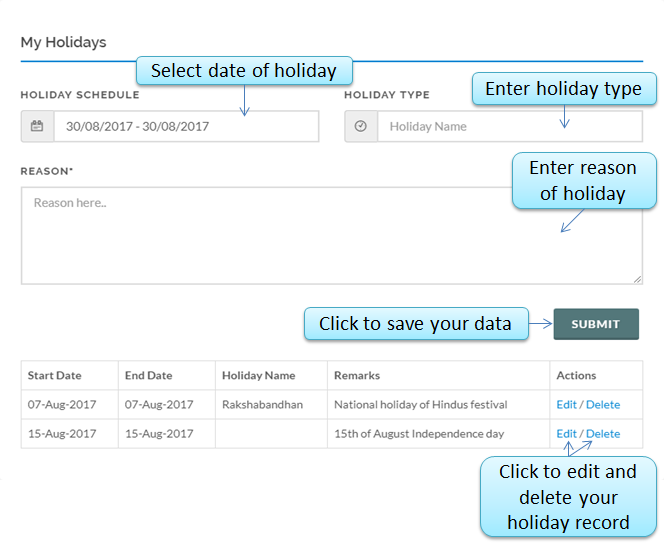 My Holidays
Select date of holiday
HOLIDAY SCHEDULE
HOLIDAY TYPE
Enter holiday type
30/08/2017 - 30/08/2017
Holiday Name
REASON*
Enter reason
of holiday
Reason here..
Click to save your data
SUBMIT
Start Date End Date Holiday Name Remarks Actions
07-Aug-2017 07-Aug-2017 Rakshabandhan National holiday of Hindus festival Edit / Delete
15-Aug-2017 15-Aug-2017 15th of August Independence day Edit / Delete
Click to edit and
delete your
holiday record